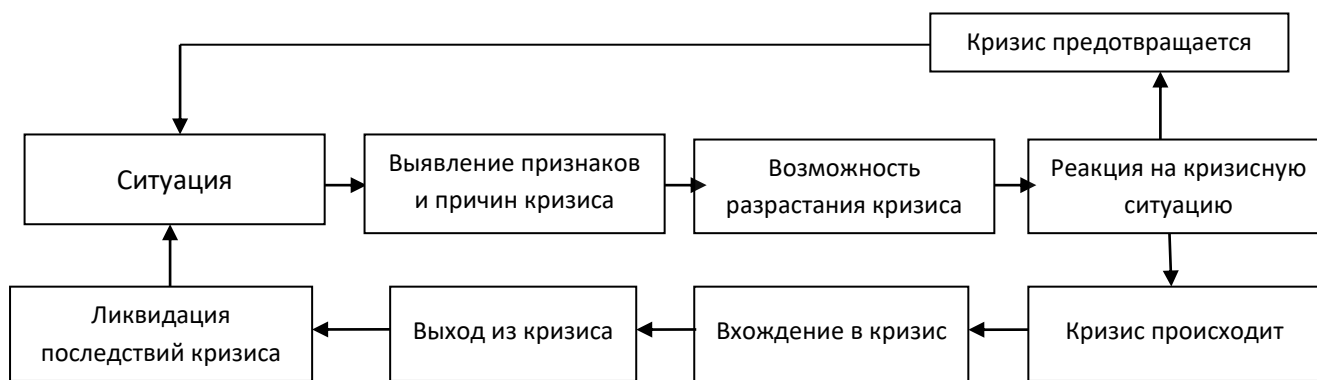 Кризис предотвращается
Ситуация
Выявление признаков
и причин кризиса
Возможность
разрастания кризиса
Реакция на кризисную
ситуацию
Ликвидация
последствий кризиса
Выход из кризиса
Вхождение в кризис
Кризис происходит